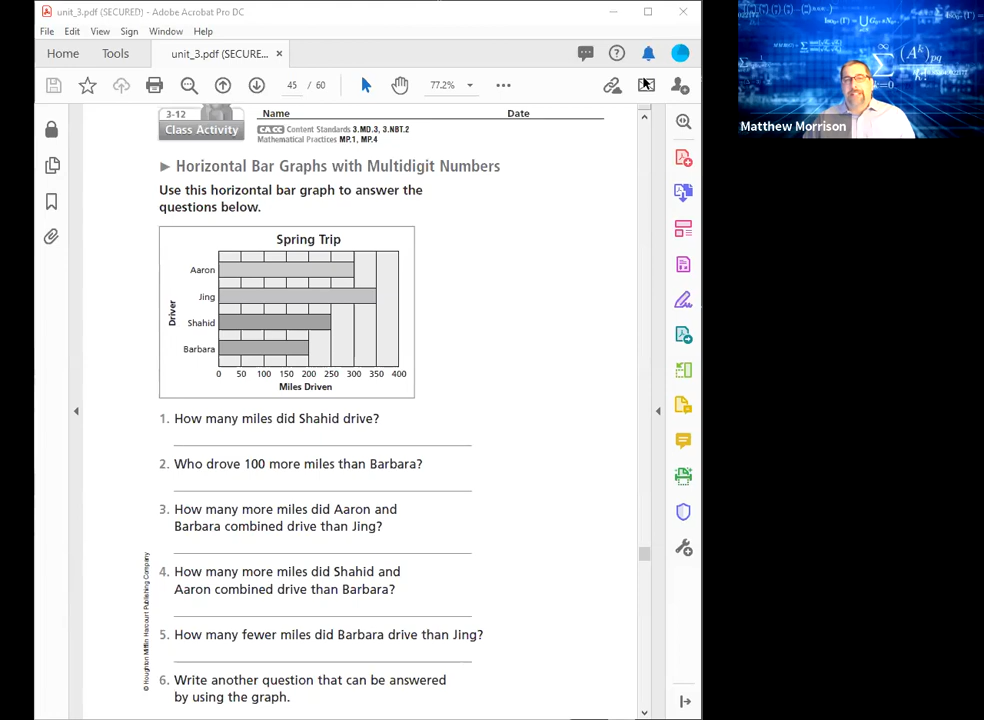 unit_3.pdf (SECURED) - Adobe Acrobat Pro DC
File Edit View Sign Window Help
Home Tools unit_3.pdf (SECURE... ×
45 / 60 77.2%
3-12 Name Date
Class Activity
CA CC Content Standards 3.MD.3, 3.NBT.2
Mathematical Practices MP.1, MP.4
► Horizontal Bar Graphs with Multidigit Numbers
Use this horizontal bar graph to answer the
questions below.
Spring Trip
Driver
Aaron
Jing
Shahid
Barbara
0 50 100 150 200 250 300 350 400
Miles Driven
1. How many miles did Shahid drive?
2. Who drove 100 more miles than Barbara?
3. How many more miles did Aaron and
Barbara combined drive than Jing?
4. How many more miles did Shahid and
Aaron combined drive than Barbara?
5. How many fewer miles did Barbara drive than Jing?
6. Write another question that can be answered
by using the graph.
© Houghton Mifflin Harcourt Publishing Company
Matthew Morrison